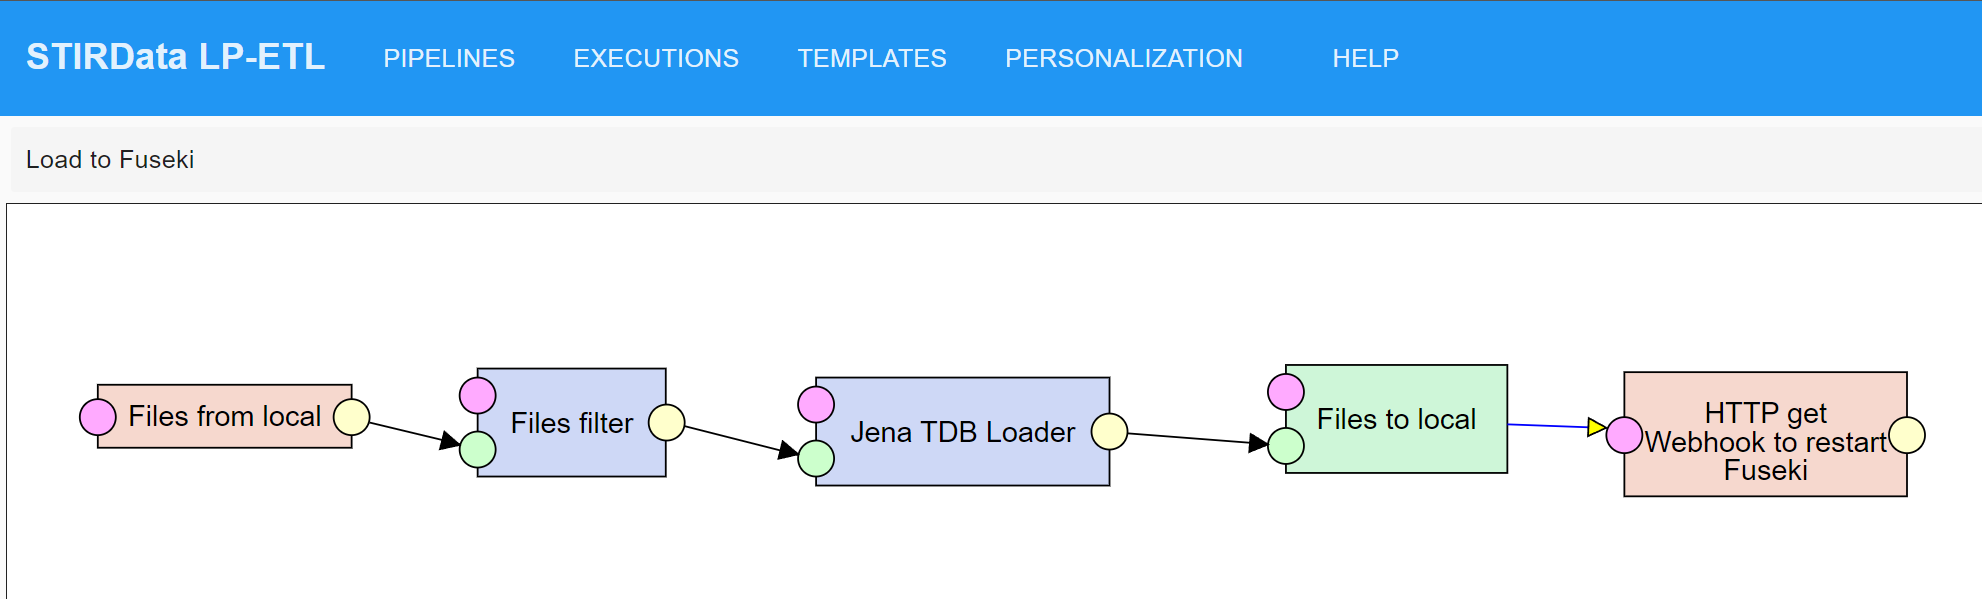 STIRData LP-ETL PIPELINES EXECUTIONS TEMPLATES PERSONALIZATION HELP
Load to Fuseki
Files from local
Files filter
Jena TDB Loader
Files to local
HTTP get
Webhook to restart
Fuseki